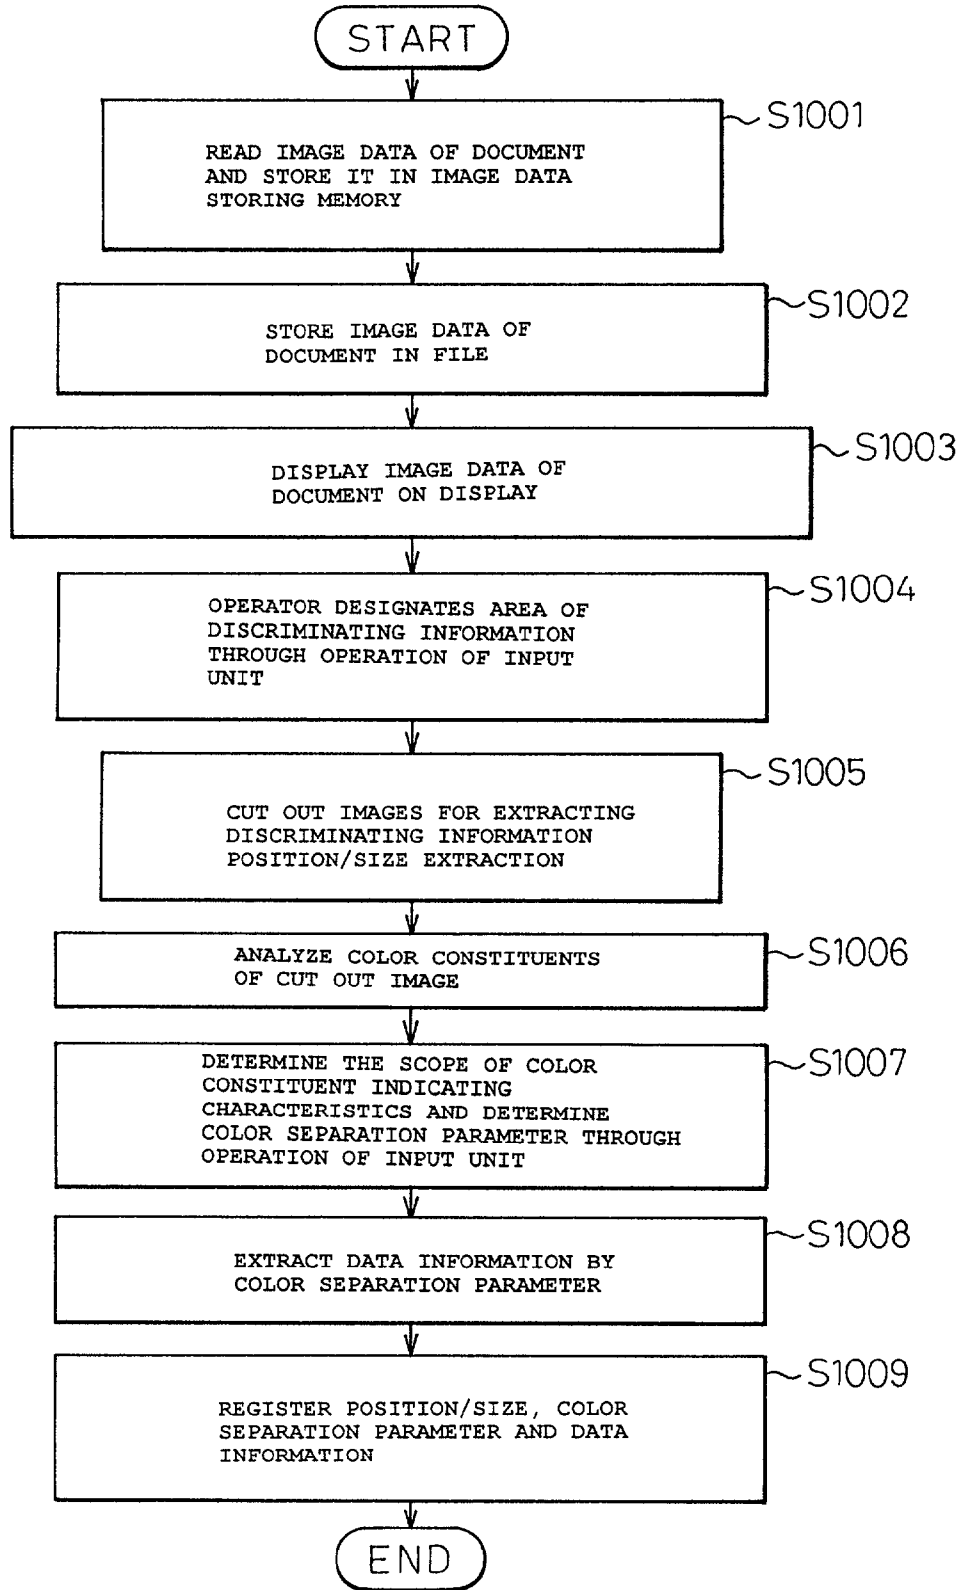 START
S1001
READ IMAGE DATA OF DOCUMENT
AND STORE IT IN IMAGE DATA
STORING MEMORY
S1002
STORE IMAGE DATA OF
DOCUMENT IN FILE
S1003
DISPLAY IMAGE DATA OF
DOCUMENT ON DISPLAY
S1004
OPERATOR DESIGNATES AREA OF
DISCRIMINATING INFORMATION
THROUGH OPERATION OF INPUT
UNIT
S1005
CUT OUT IMAGES FOR EXTRACTING
DISCRIMINATING INFORMATION
POSITION/SIZE EXTRACTION
S1006
ANALYZE COLOR CONSTITUENTS
OF CUT OUT IMAGE
S1007
DETERMINE THE SCOPE OF COLOR
CONSTITUENT INDICATING
CHARACTERISTICS AND DETERMINE
COLOR SEPARATION PARAMETER THROUGH
OPERATION OF INPUT UNIT
S1008
EXTRACT DATA INFORMATION BY
COLOR SEPARATION PARAMETER
S1009
REGISTER POSITION/SIZE, COLOR
SEPARATION PARAMETER AND DATA
INFORMATION
END